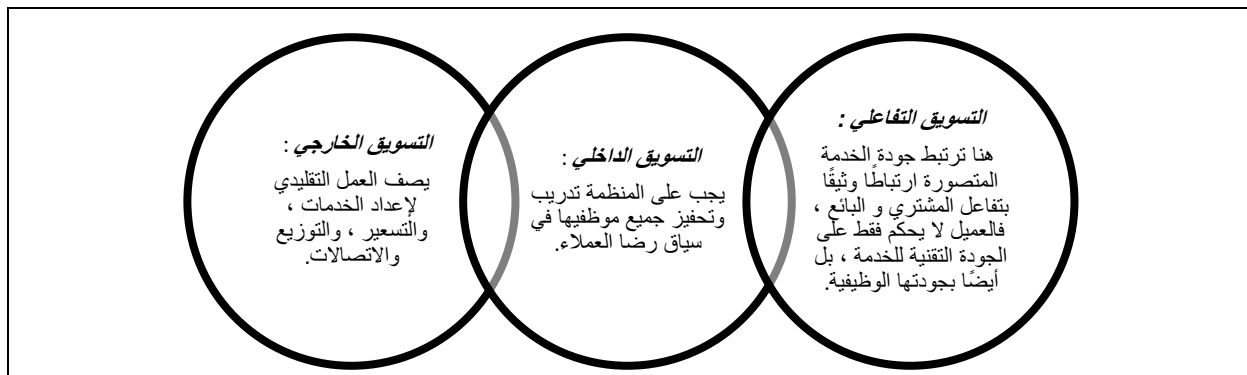 التسويق التفاعلي :
هنا ترتبط جودة الخدمة
المتصورة ارتباطًا وثيقًا
بتفاعل المشتري و البائع ،
فالعميل لا يحكم فقط على
الجودة التقنية للخدمة ، بل
أيضًا بجودتها الوظيفية.
التسويق الداخلي :
يجب على المنظمة تدريب
وتحفيز جميع موظفيها في
سياق رضا العملاء.
التسويق الخارجي :
يصف العمل التقليدي
لإعداد الخدمات ،
والتسعير ، والتوزيع
والاتصالات.